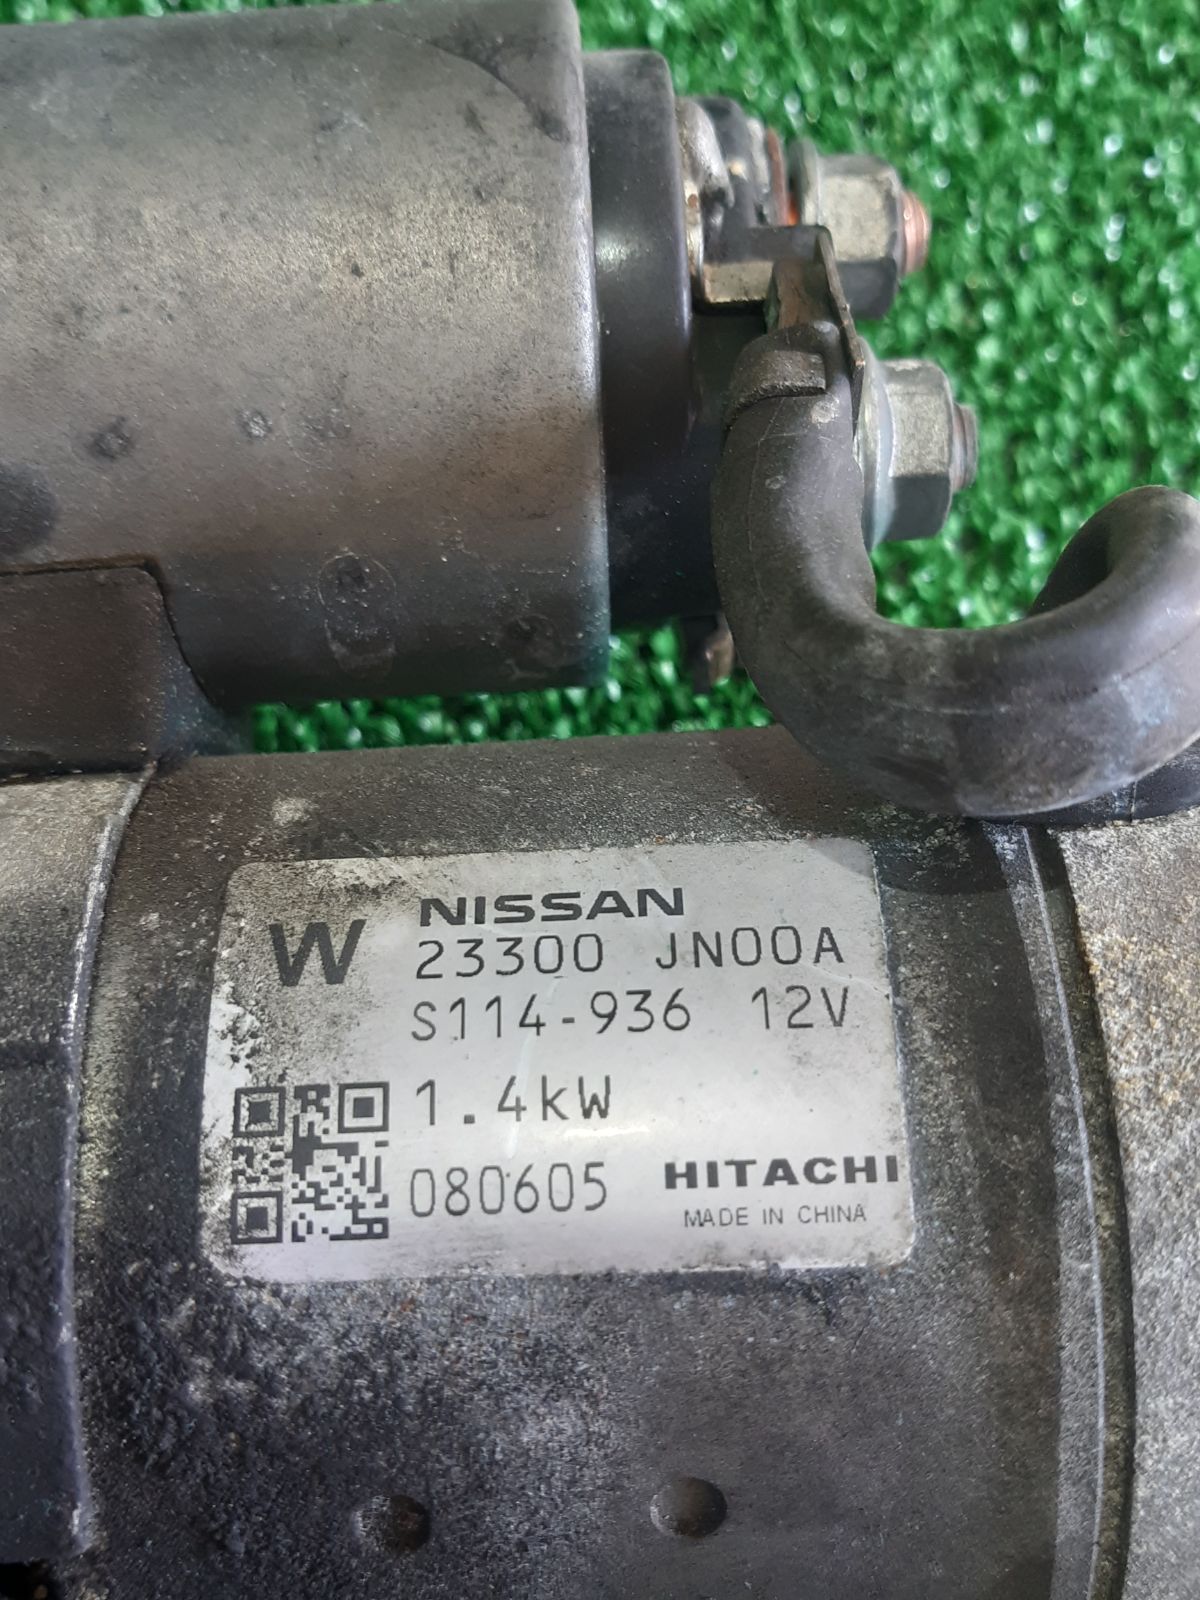 W
NISSAN
23300 JN00A
S114-936 12V
1.4kW
080605
HITACHI
MADE IN CHINA